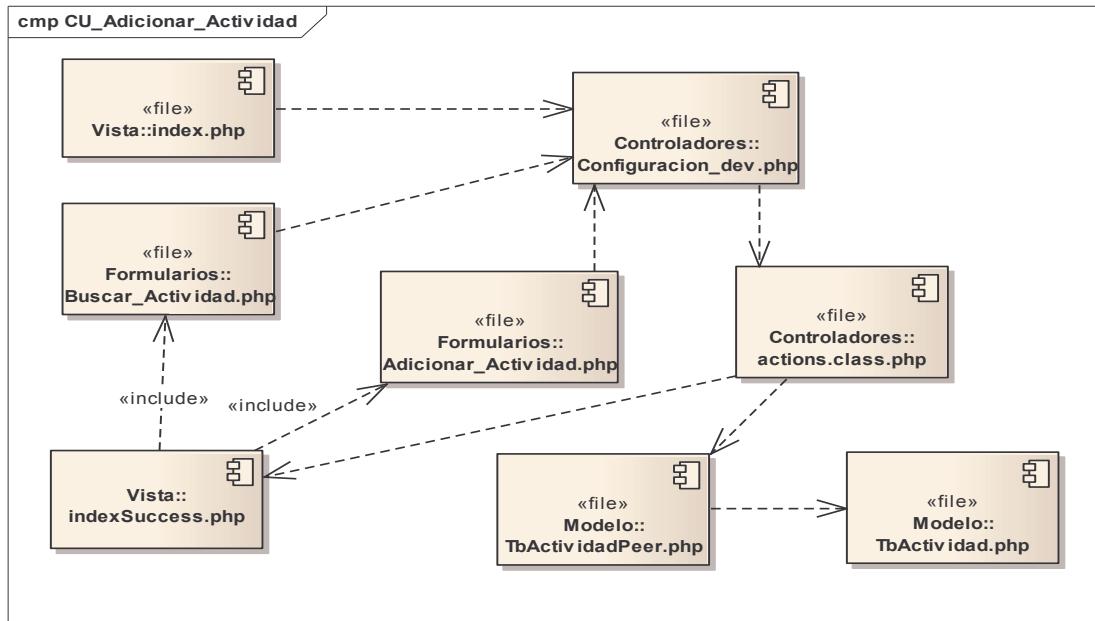 cmp CU_Adicionar_Actividad
«file»
Vista::index.php
«file»
Controladores::
Configuracion_dev.php
«file»
Formularios::
Buscar_Actividad.php
«file»
Formularios::
Adicionar_Actividad.php
«file»
Controladores::
actions.class.php
«include»
«include»
Vista::
indexSuccess.php
«file»
Modelo::
TbActividadPeer.php
«file»
Modelo::
TbActividad.php